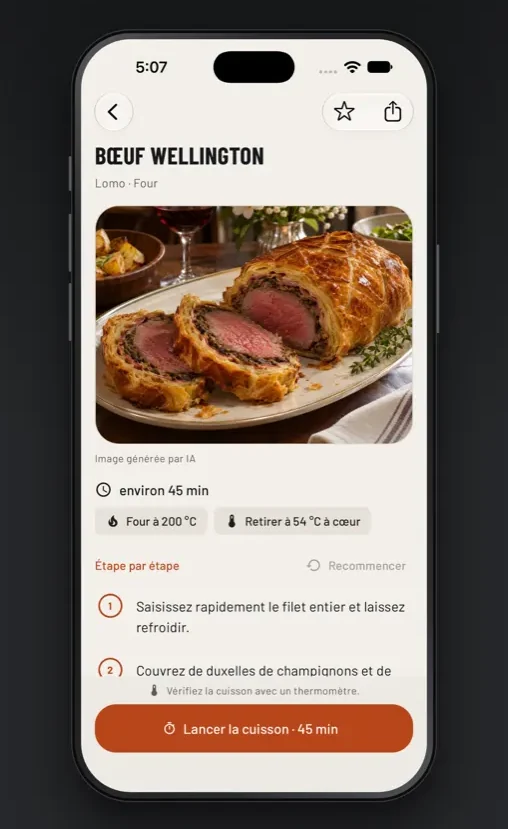 5:07
BŒUF WELLINGTON
Lomo · Four
Image générée par IA
environ 45 min
Four à 200 °C
Retirer à 54 °C à cœur
Étape par étape
Recommencer
1
Saisissez rapidement le filet entier et laissez
refroidir.
2
Couvrez de duxelles de champignons et de
Vérifiez la cuisson avec un thermomètre.
Lancer la cuisson · 45 min